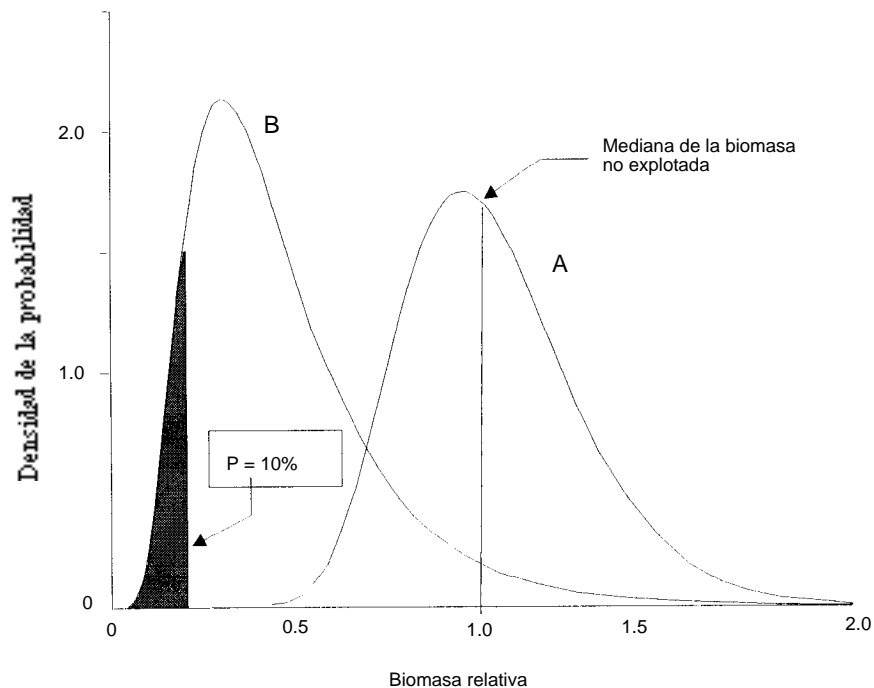 Densidad de la probabilidad
2.0
1.0
0
B
A
Mediana de la biomasa
no explotada
P = 10%
0
0.5
1.0
1.5
2.0
Biomasa relativa